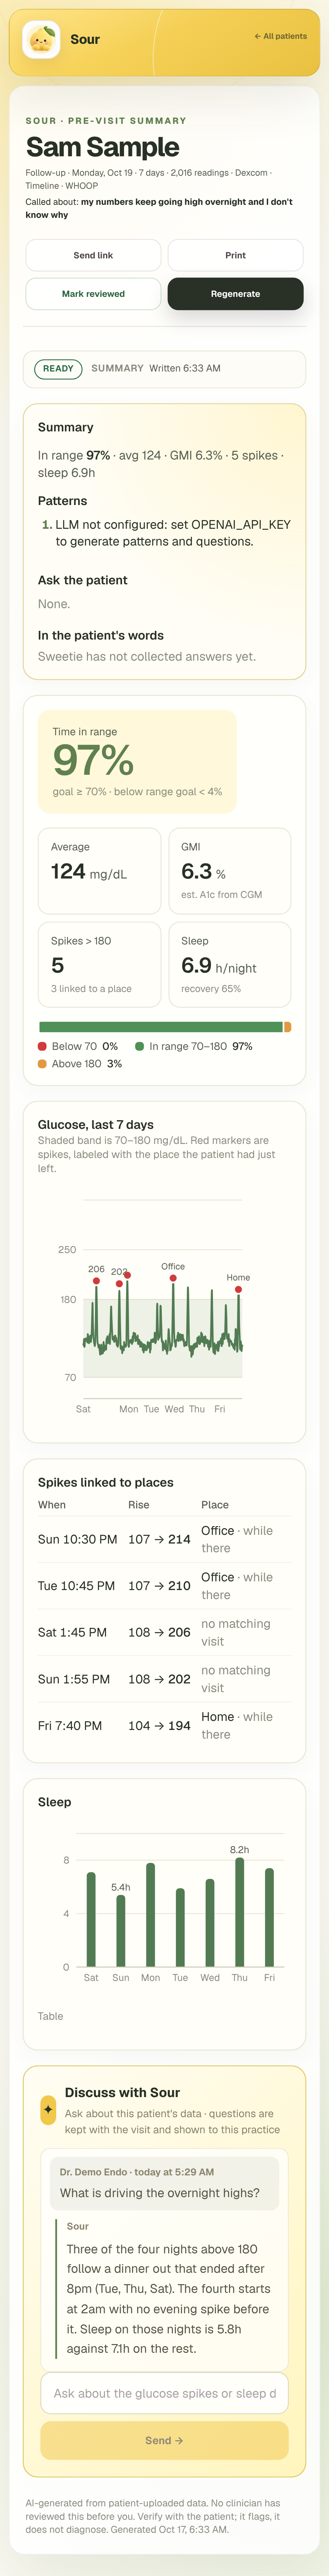 Sour
← All patients
SOUR · PRE-VISIT SUMMARY
Sam Sample
Follow-up · Monday, Oct 19 · 7 days · 2,016 readings · Dexcom ·
Timeline · WHOOP
Called about: my numbers keep going high overnight and I don't
know why
Send link
Print
Mark reviewed
Regenerate
READY
SUMMARY Written 6:33 AM
Summary
In range 97% · avg 124 · GMI 6.3% · 5 spikes ·
sleep 6.9h
Patterns
1. LLM not configured: set OPENAI_API_KEY
to generate patterns and questions.
Ask the patient
None.
In the patient's words
Sweetie has not collected answers yet.
Time in range
97%
goal ≥ 70% · below range goal < 4%
Average
124 mg/dL
GMI
6.3 %
est. A1c from CGM
Spikes > 180
5
3 linked to a place
Sleep
6.9 h/night
recovery 65%
Below 70 0%
In range 70–180 97%
Above 180 3%
Glucose, last 7 days
Shaded band is 70–180 mg/dL. Red markers are
spikes, labeled with the place the patient had just
left.
250
206
202
Office
Home
180
70
Sat
Mon
Tue
Wed
Thu
Fri
Spikes linked to places
When
Rise
Place
Sun 10:30 PM
107 → 214
Office · while
there
Tue 10:45 PM
107 → 210
Office · while
there
Sat 1:45 PM
108 → 206
no matching
visit
Sun 1:55 PM
108 → 202
no matching
visit
Fri 7:40 PM
104 → 194
Home · while
there
Sleep
8.2h
8
5.4h
4
0
Sat
Sun
Mon
Tue
Wed
Thu
Fri
Table
Discuss with Sour
Ask about this patient's data · questions are
kept with the visit and shown to this practice
Dr. Demo Endo · today at 5:29 AM
What is driving the overnight highs?
Sour
Three of the four nights above 180
follow a dinner out that ended after
8pm (Tue, Thu, Sat). The fourth starts
at 2am with no evening spike before
it. Sleep on those nights is 5.8h
against 7.1h on the rest.
Ask about the glucose spikes or sleep d
Send →
AI-generated from patient-uploaded data. No clinician has
reviewed this before you. Verify with the patient; it flags, it
does not diagnose. Generated Oct 17, 6:33 AM.